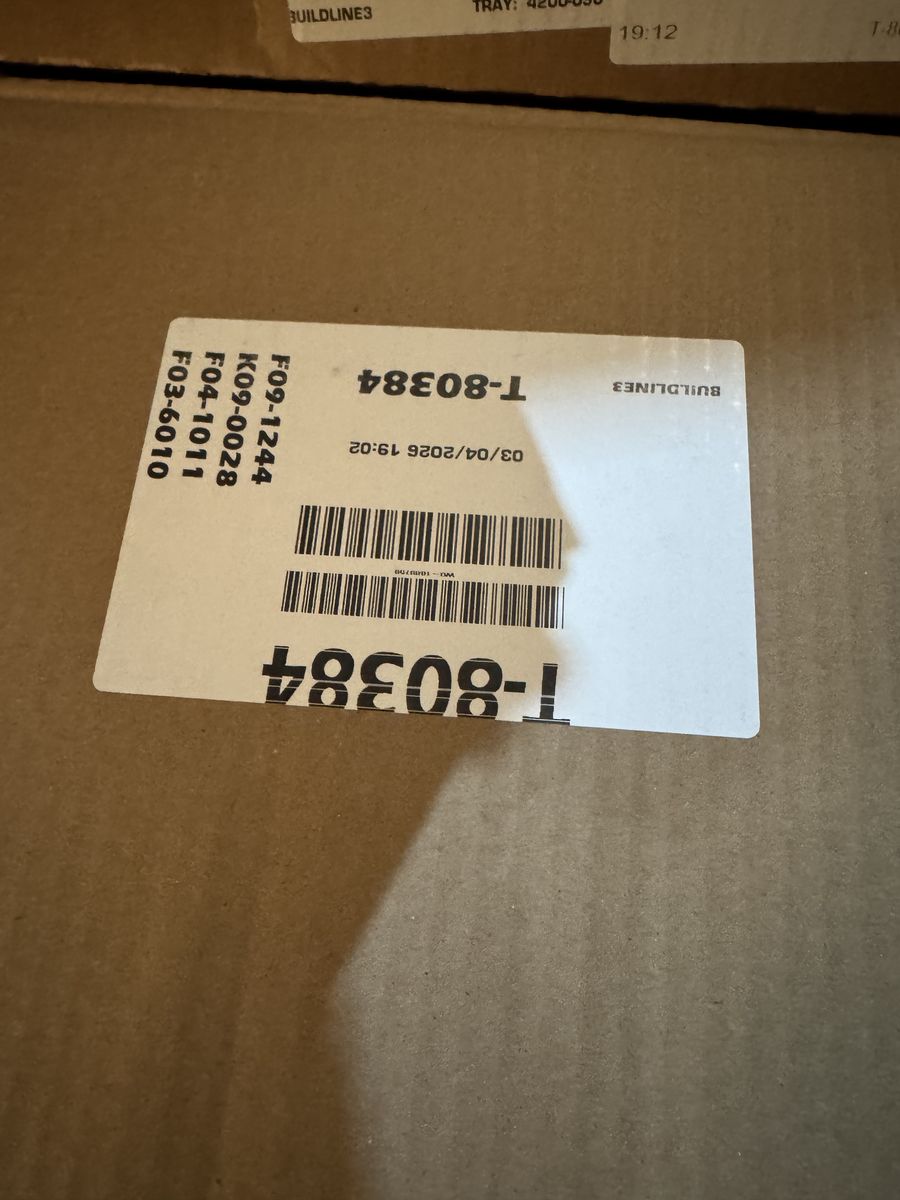 BUILDLINE3
TRAY:
19:12
T-80384
BUILDLINE3
T-80384
03/04/2026 19:02
F09-1244
K09-0028
F04-1011
F03-6010